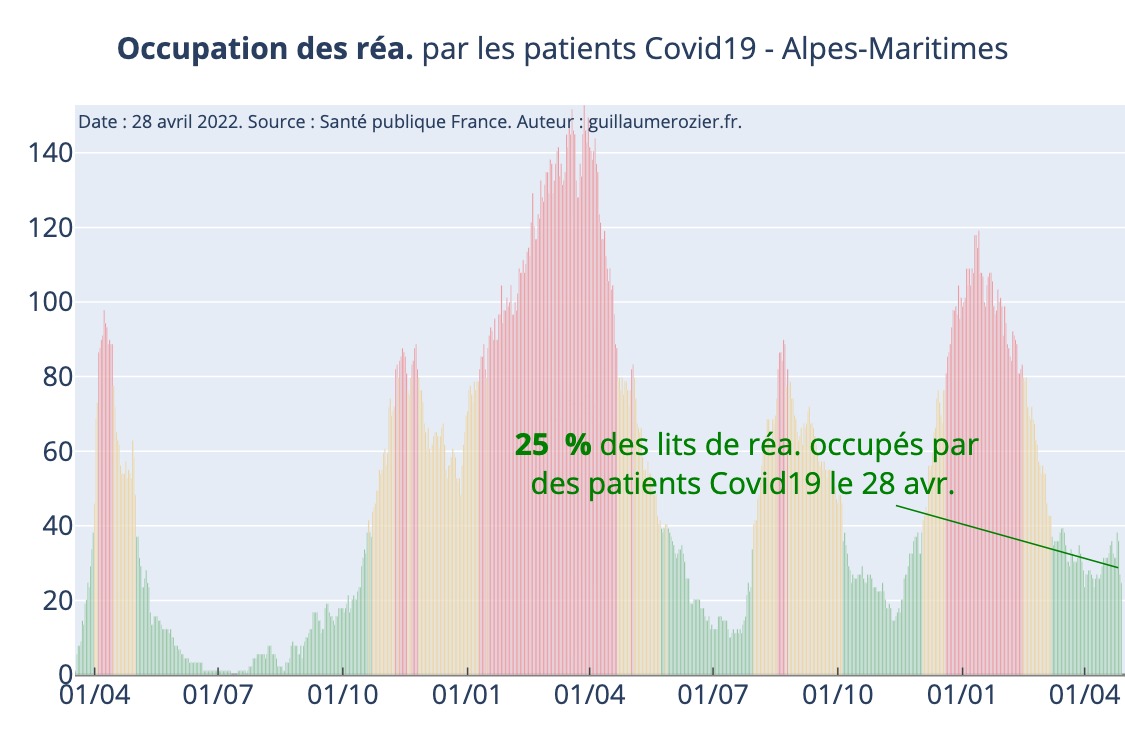 Occupation des réa. par les patients Covid19 - Alpes-Maritimes
Date : 28 avril 2022. Source : Santé publique France. Auteur : guillaumerozier.fr.
140
120
100
80
60
40
20
0
25 % des lits de réa. occupés par
des patients Covid19 le 28 avr.
01/04 01/07 01/10 01/01 01/04 01/07 01/10 01/01 01/04